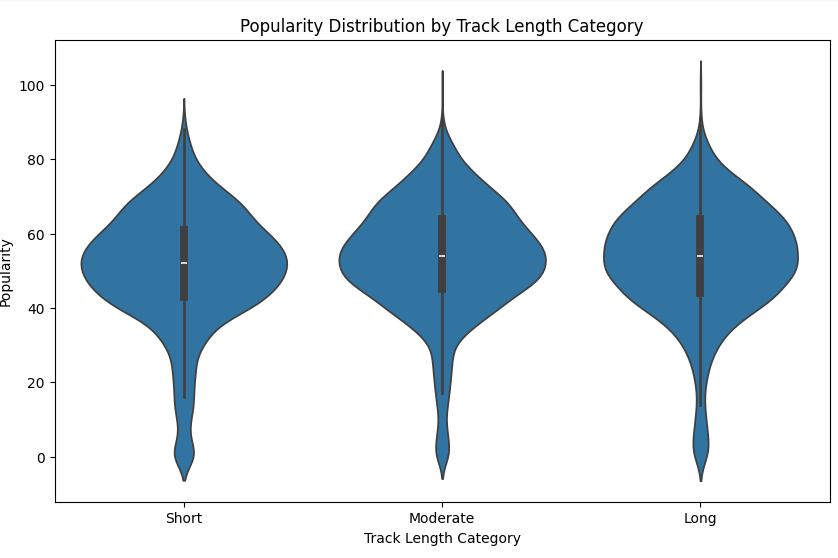 Popularity Distribution by Track Length Category
100
80
60
40
20
0
Popularity
Short Moderate Long
Track Length Category